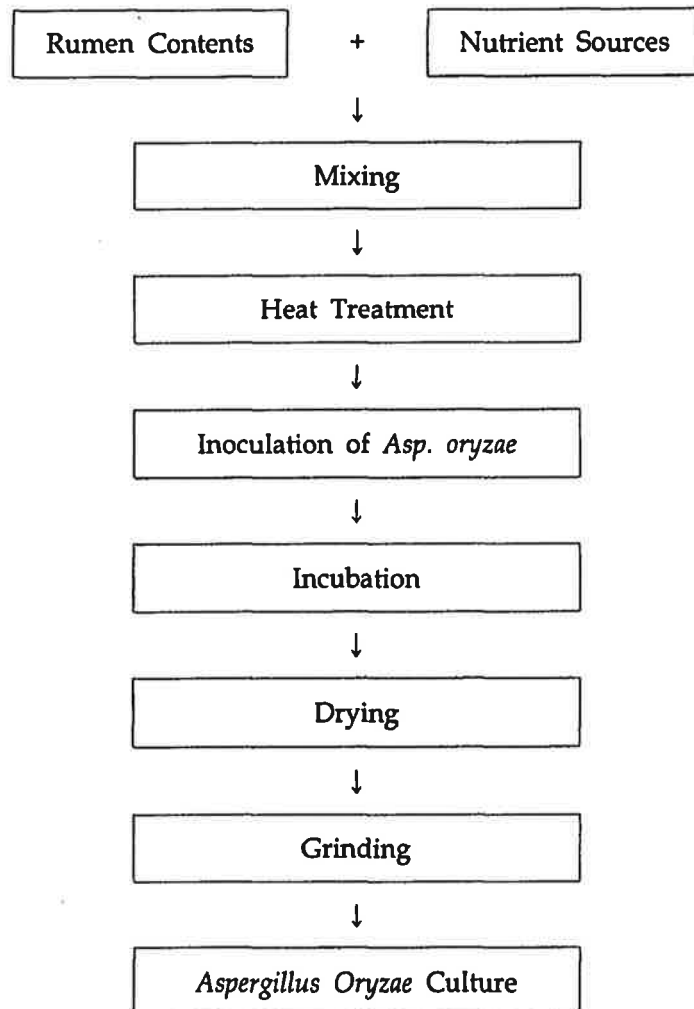 Rumen Contents + Nutrient Sources
↓
Mixing
↓
Heat Treatment
↓
Inoculation of Asp. oryzae
↓
Incubation
↓
Drying
↓
Grinding
↓
Aspergillus Oryzae Culture